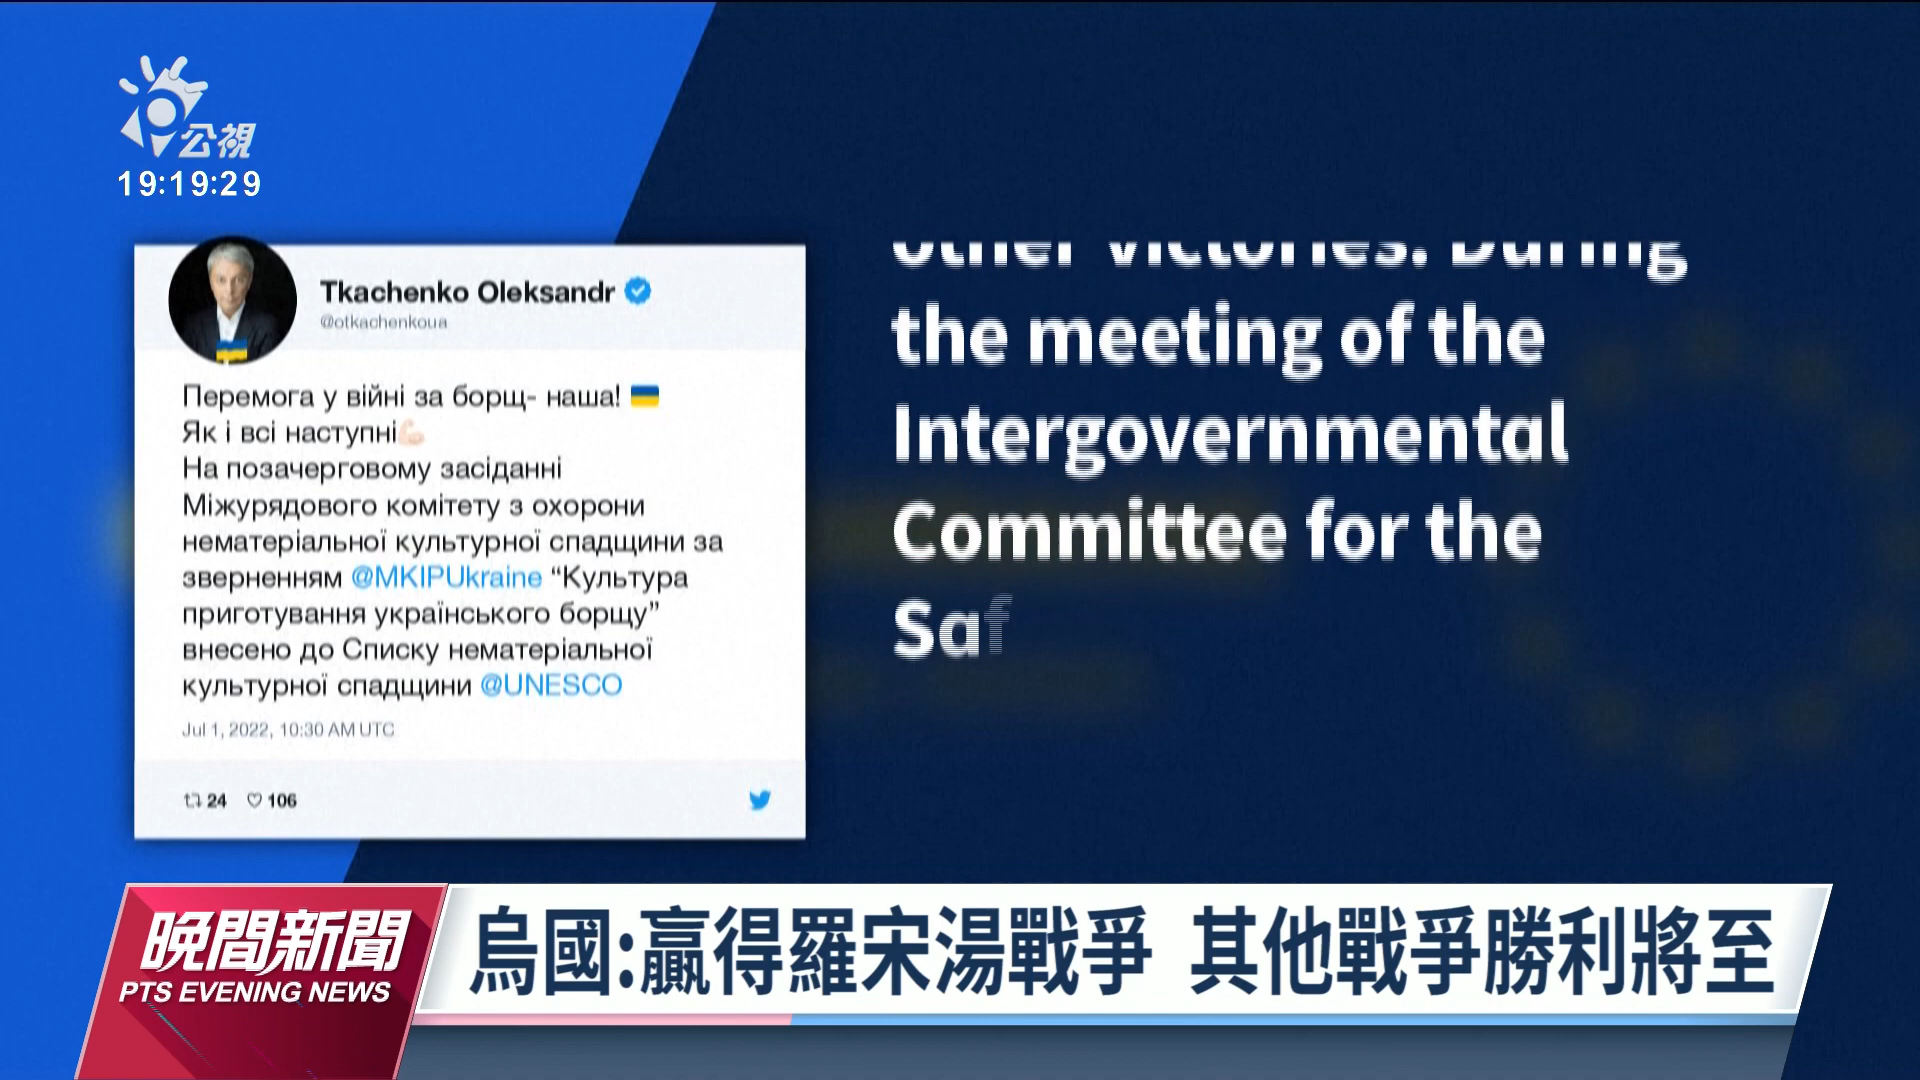 公視
19:19:29
Tkachenko Oleksandr
@otkachenkoua
Перемога у війні за борщ- наша! 🇺🇦
Як і всі наступні💪🏻
На позачерговому засіданні
Міжурядового комітету з охорони
нематеріальної культурної спадщини за
зверненням @MKIPUkraine “Культура
приготування українського борщу”
внесено до Списку нематеріальної
культурної спадщини @UNESCO
Jul 1, 2022, 10:30 AM UTC
24 106
other victories. During
the meeting of the
Intergovernmental
Committee for the
Saf
晚間新聞
PTS EVENING NEWS
烏國:贏得羅宋湯戰爭 其他戰爭勝利將至